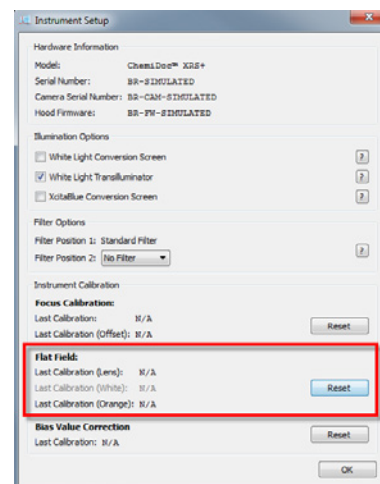 Instrument Setup
Hardware Information
Model: ChemiDoc™ XRS+
Serial Number: BR-SIMULATED
Camera Serial Number: BR-CAM-SIMULATED
Hood Firmware: BR-FW-SIMULATED
Illumination Options
White Light Conversion Screen ?
White Light Transilluminator ?
XcitaBlue Conversion Screen ?
Filter Options
Filter Position 1: Standard Filter
Filter Position 2: No Filter ?
Instrument Calibration
Focus Calibration:
Last Calibration: N/A
Last Calibration (Offset): N/A
Reset
Flat Field:
Last Calibration (Lens): N/A
Last Calibration (White): N/A
Reset
Last Calibration (Orange): N/A
Bias Value Correction
Last Calibration: N/A
Reset
OK